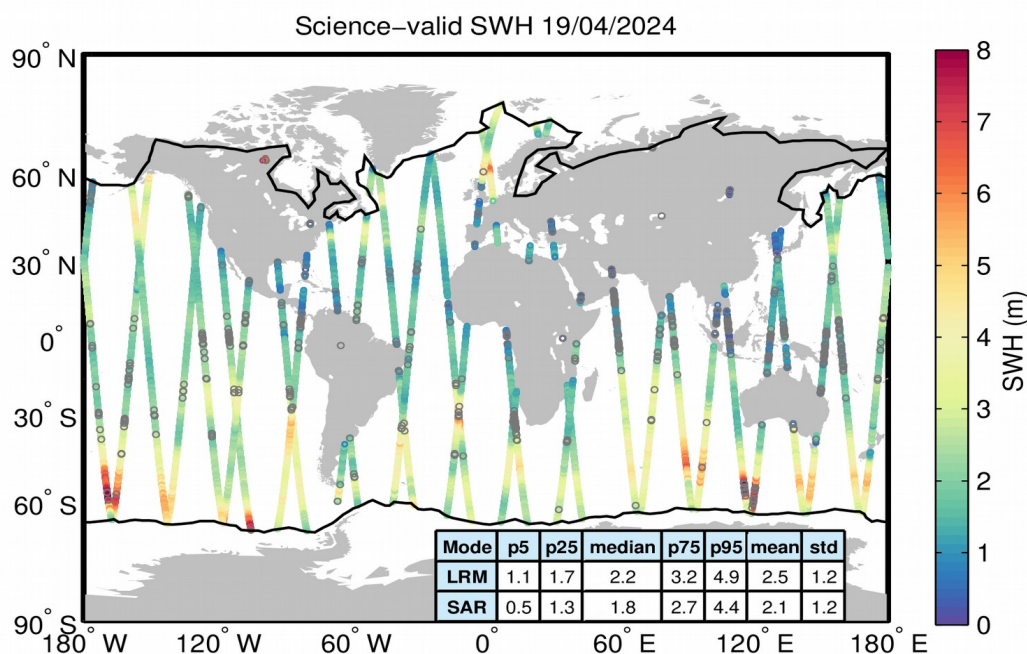 Science−valid SWH 19/04/2024
90° N
60° N
30° N
0°
30° S
60° S
90° S
180° W
120° W
60° W
0°
60° E
120° E
180° E
Mode p5 p25 median p75 p95 mean std
LRM 1.1 1.7 2.2 3.2 4.9 2.5 1.2
SAR 0.5 1.3 1.8 2.7 4.4 2.1 1.2
8
7
6
5
4
3
2
1
0
SWH (m)